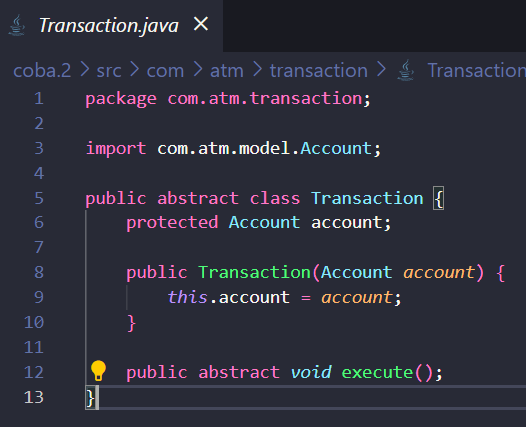 Transaction.java ×
coba.2 > src > com > atm > transaction > Transaction
1 package com.atm.transaction;
2
3 import com.atm.model.Account;
4
5 public abstract class Transaction {
6 protected Account account;
7
8 public Transaction(Account account) {
9 this.account = account;
10 }
11
12 public abstract void execute();
13 }